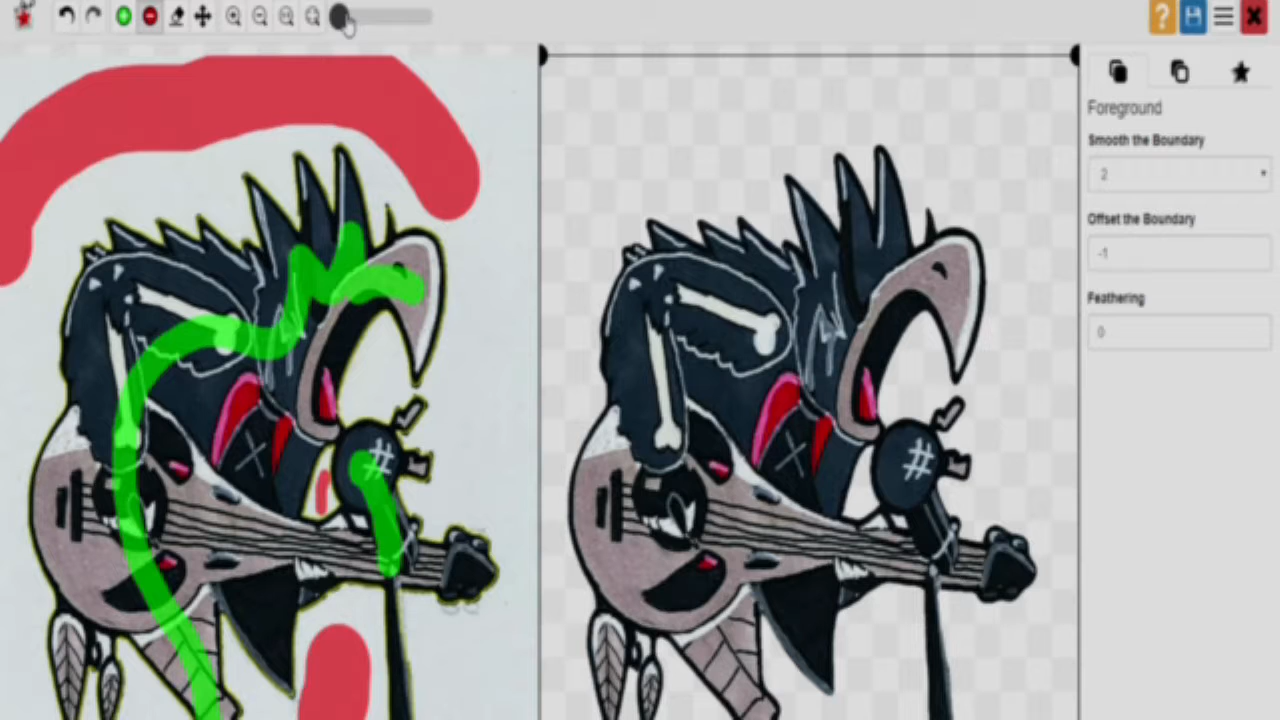 ?
Foreground
Smooth the Boundary
2
Offset the Boundary
-1
Feathering
0
#